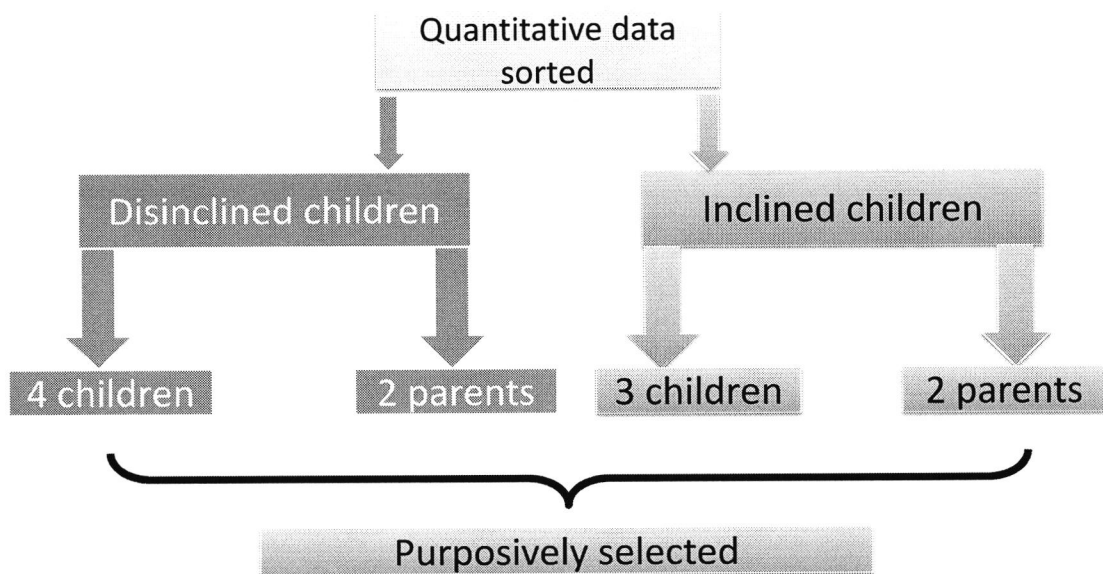 Quantitative data
sorted
Disinclined children
Inclined children
4 children
2 parents
3 children
2 parents
Purposively selected